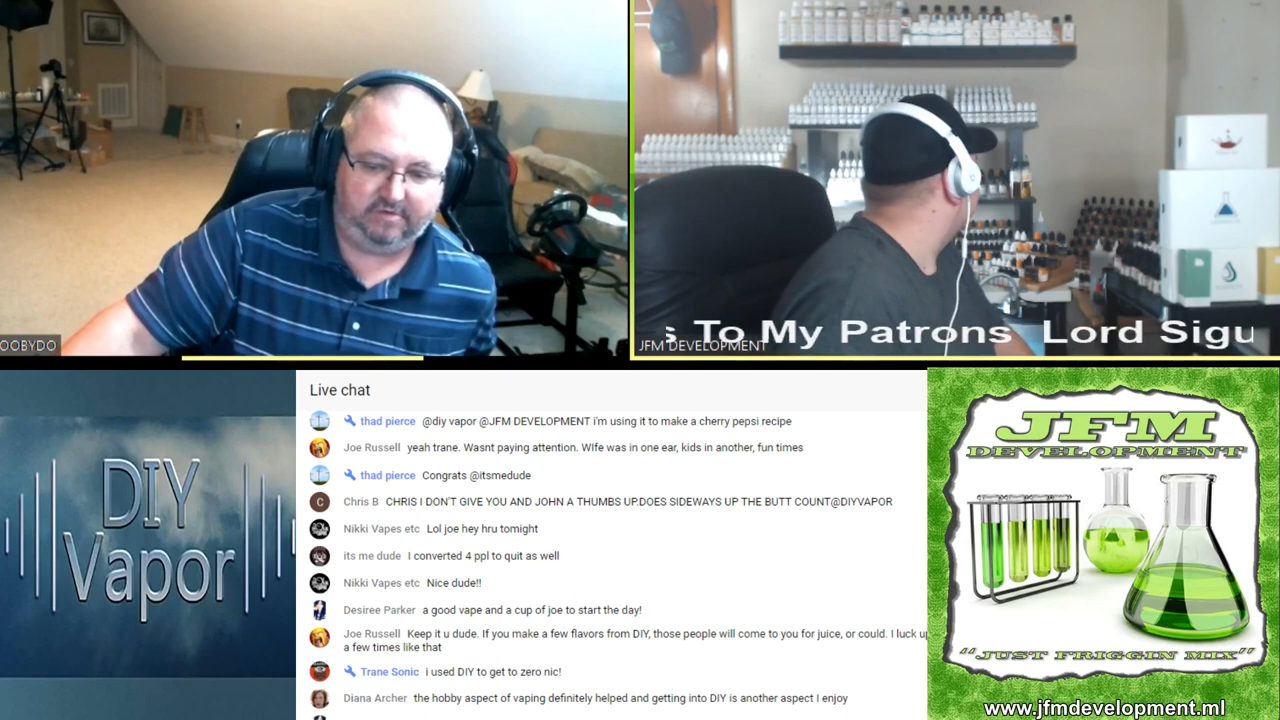 OOBYDO
s To My Patrons Lord Sigu
JFM DEVELOPMENT
Live chat
thad pierce @diy vapor @JFM DEVELOPMENT i'm using it to make a cherry pepsi recipe
Joe Russell yeah trane. Wasnt paying attention. WIfe was in one ear, kids in another, fun times
thad pierce Congrats @itsmedude
C Chris B CHRIS I DON'T GIVE YOU AND JOHN A THUMBS UP.DOES SIDEWAYS UP THE BUTT COUNT@DIYVAPOR
Nikki Vapes etc Lol joe hey hru tomight
its me dude I converted 4 ppl to quit as well
Nikki Vapes etc Nice dude!!
Desiree Parker a good vape and a cup of joe to start the day!
Joe Russell Keep it u dude. If you make a few flavors from DIY, those people will come to you for juice, or could. I luck up
a few times like that
Trane Sonic i used DIY to get to zero nic!
Diana Archer the hobby aspect of vaping definitely helped and getting into DIY is another aspect I enjoy
DIY
Vapor
JFM
DEVELOPMENT
"JUST FRIGGIN MIX"
www.jfmdevelopment.ml